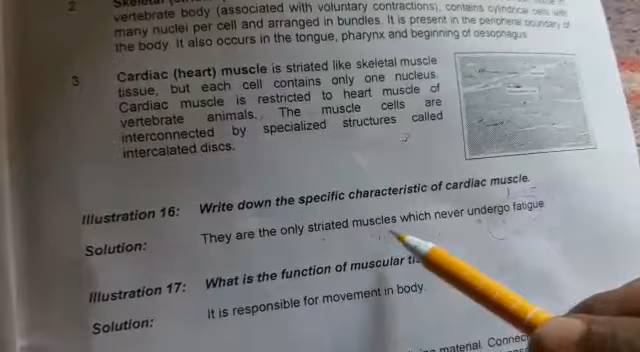 2 Skeletal
vertebrate body (associated with voluntary contractions), contains cylindrical cells with
many nuclei per cell and arranged in bundles. It is present in the peripheral boundary of
the body. It also occurs in the tongue, pharynx and beginning of oesophagus
3 Cardiac (heart) muscle is striated like skeletal muscle
tissue, but each cell contains only one nucleus.
Cardiac muscle is restricted to heart muscle of
vertebrate animals. The muscle cells are
interconnected by specialized structures called
intercalated discs.
Illustration 16: Write down the specific characteristic of cardiac muscle.
Solution: They are the only striated muscles which never undergo fatigue
Illustration 17: What is the function of muscular
Solution: It is responsible for movement in body.
material.